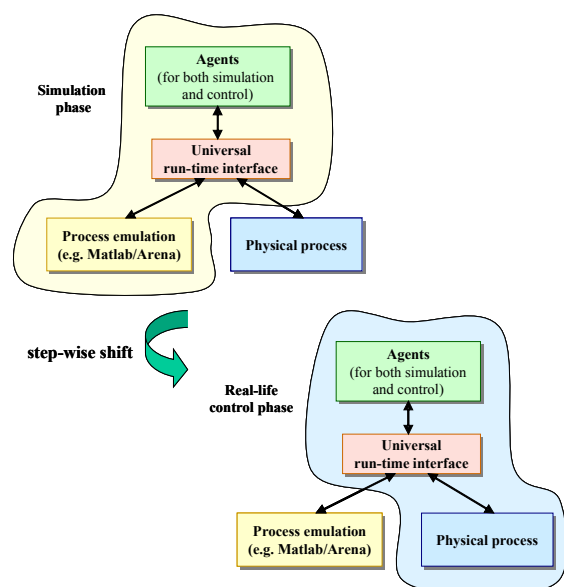 Agents
(for both simulation
and control)
Simulation
phase
Universal
run-time interface
Process emulation
(e.g. Matlab/Arena)
Physical process
step-wise shift
Real-life
control phase
Agents
(for both simulation
and control)
Universal
run-time interface
Process emulation
(e.g. Matlab/Arena)
Physical process